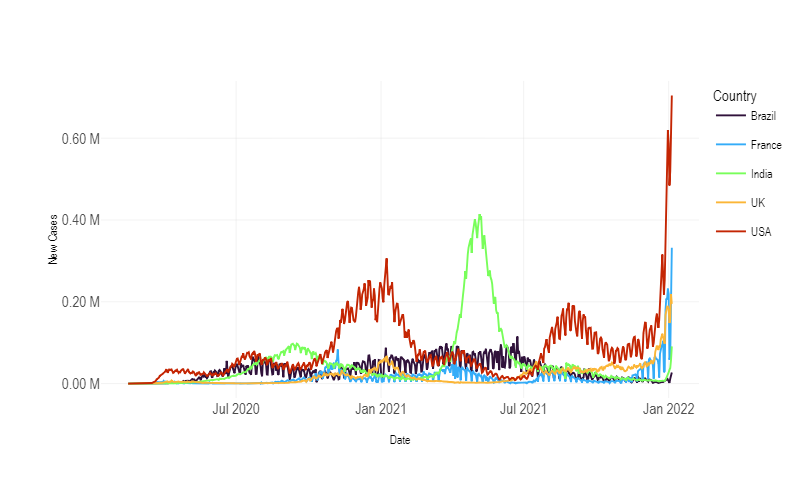 Country
Brazil
France
India
UK
USA
New Cases
0.60 M
0.40 M
0.20 M
0.00 M
Jul 2020
Jan 2021
Jul 2021
Jan 2022
Date